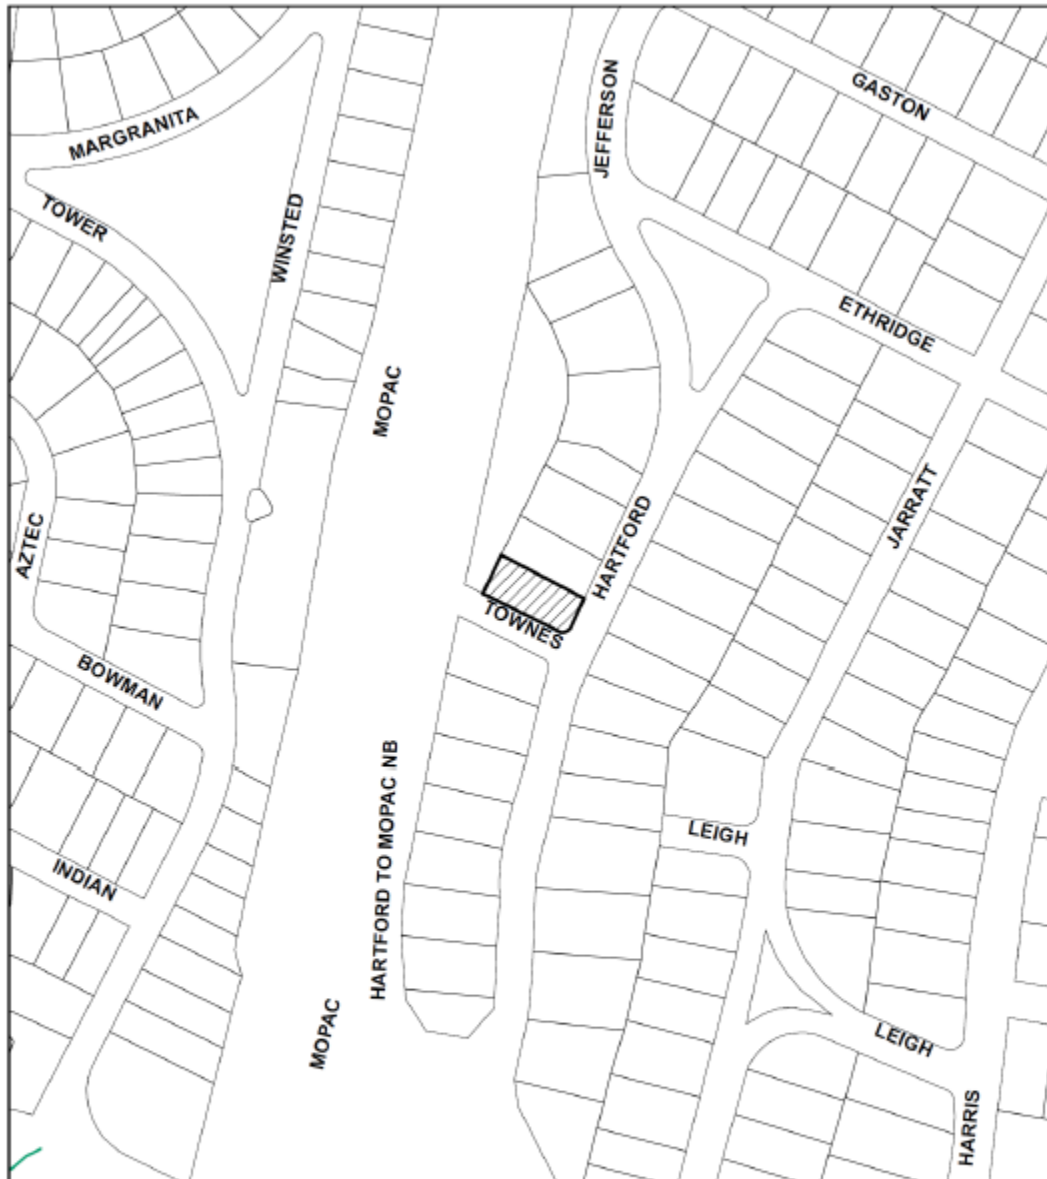 GASTON
JEFFERSON
MARGRANITA
TOWER
WINSTED
ETHRIDGE
MOPAC
JARRATT
AZTEC
HARTFORD
TOWNES
BOWMAN
HARTFORD TO MOPAC NB
LEIGH
INDIAN
MOPAC
LEIGH
HARRIS